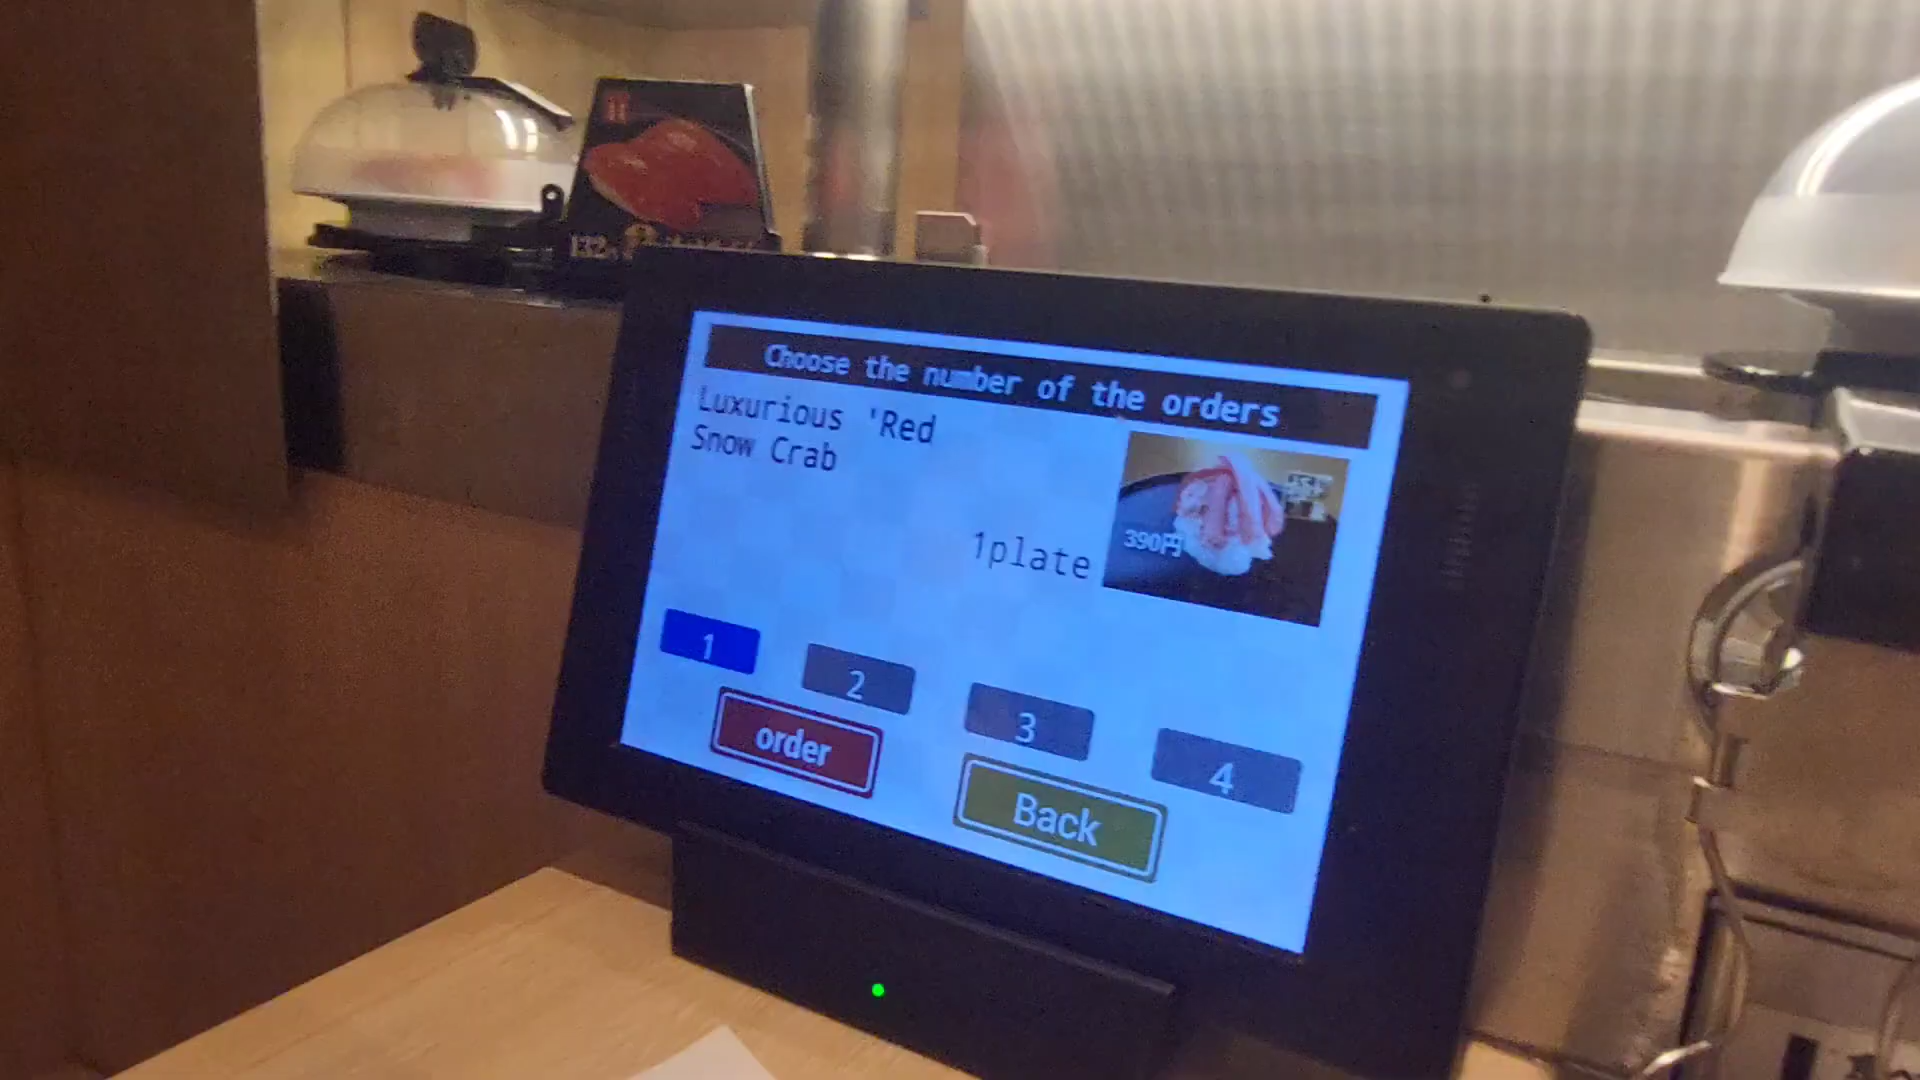 Choose the number of the orders
Luxurious 'Red
Snow Crab
1plate
390円
1
2
3
4
order
Back